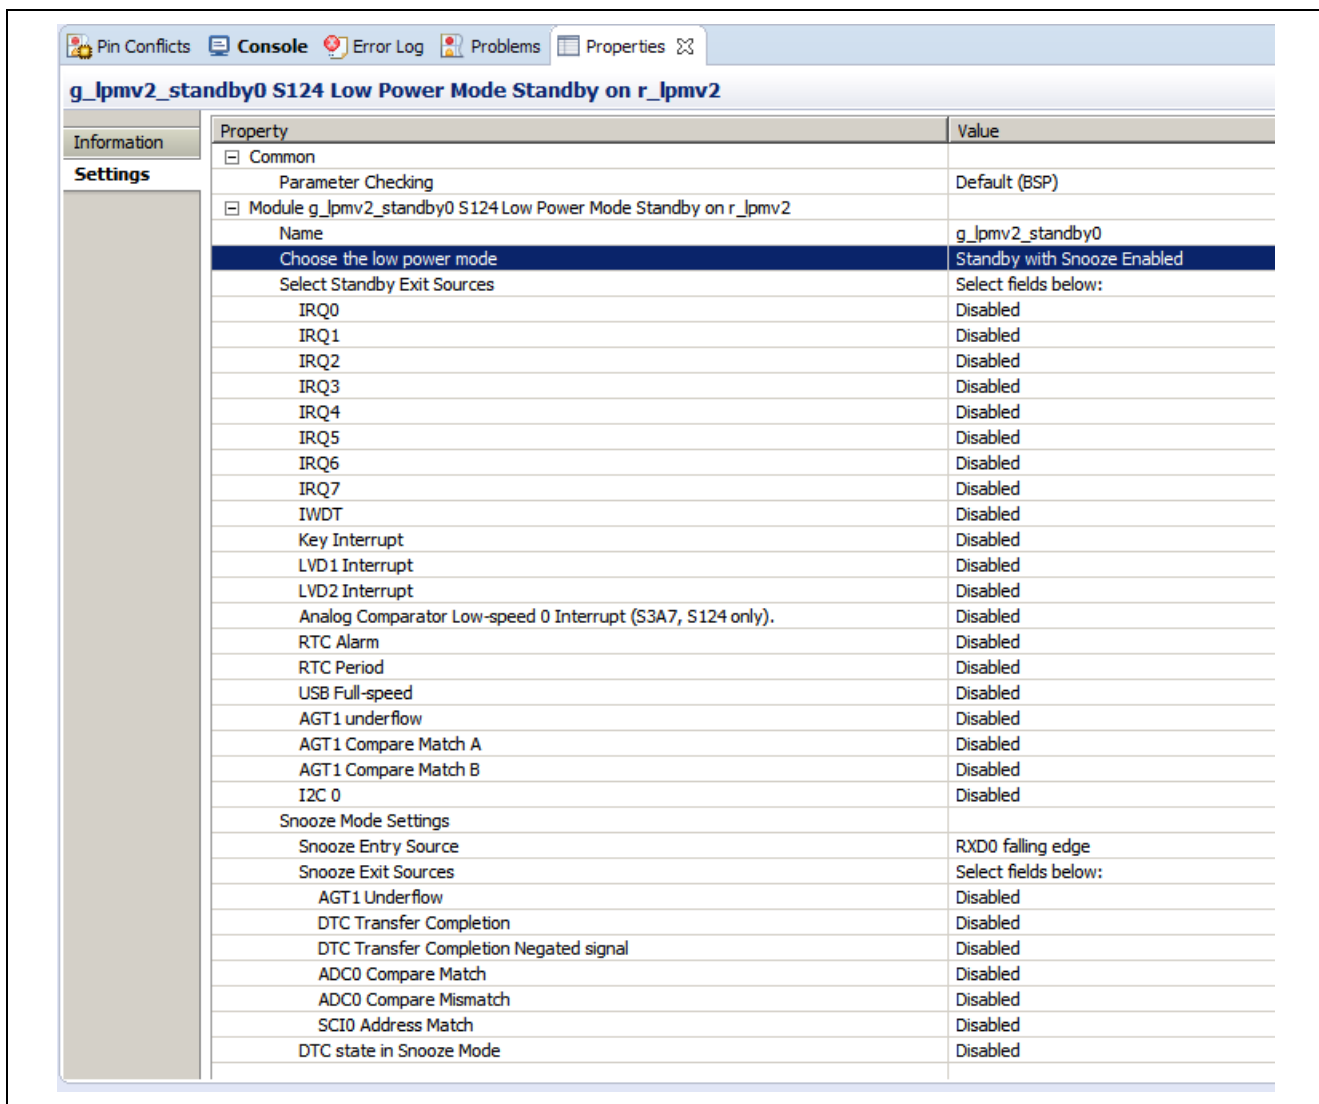 Pin Conflicts Console Error Log Problems Properties
g_lpmv2_standby0 S124 Low Power Mode Standby on r_lpmv2
Information
Settings
Property Value
Common
Parameter Checking Default (BSP)
Module g_lpmv2_standby0 S124 Low Power Mode Standby on r_lpmv2
Name g_lpmv2_standby0
Choose the low power mode Standby with Snooze Enabled
Select Standby Exit Sources Select fields below:
IRQ0 Disabled
IRQ1 Disabled
IRQ2 Disabled
IRQ3 Disabled
IRQ4 Disabled
IRQ5 Disabled
IRQ6 Disabled
IRQ7 Disabled
IWDT Disabled
Key Interrupt Disabled
LVD1 Interrupt Disabled
LVD2 Interrupt Disabled
Analog Comparator Low-speed 0 Interrupt (S3A7, S124 only). Disabled
RTC Alarm Disabled
RTC Period Disabled
USB Full-speed Disabled
AGT1 underflow Disabled
AGT1 Compare Match A Disabled
AGT1 Compare Match B Disabled
I2C 0 Disabled
Snooze Mode Settings
Snooze Entry Source RXD0 falling edge
Snooze Exit Sources Select fields below:
AGT1 Underflow Disabled
DTC Transfer Completion Disabled
DTC Transfer Completion Negated signal Disabled
ADC0 Compare Match Disabled
ADC0 Compare Mismatch Disabled
SCI0 Address Match Disabled
DTC state in Snooze Mode Disabled